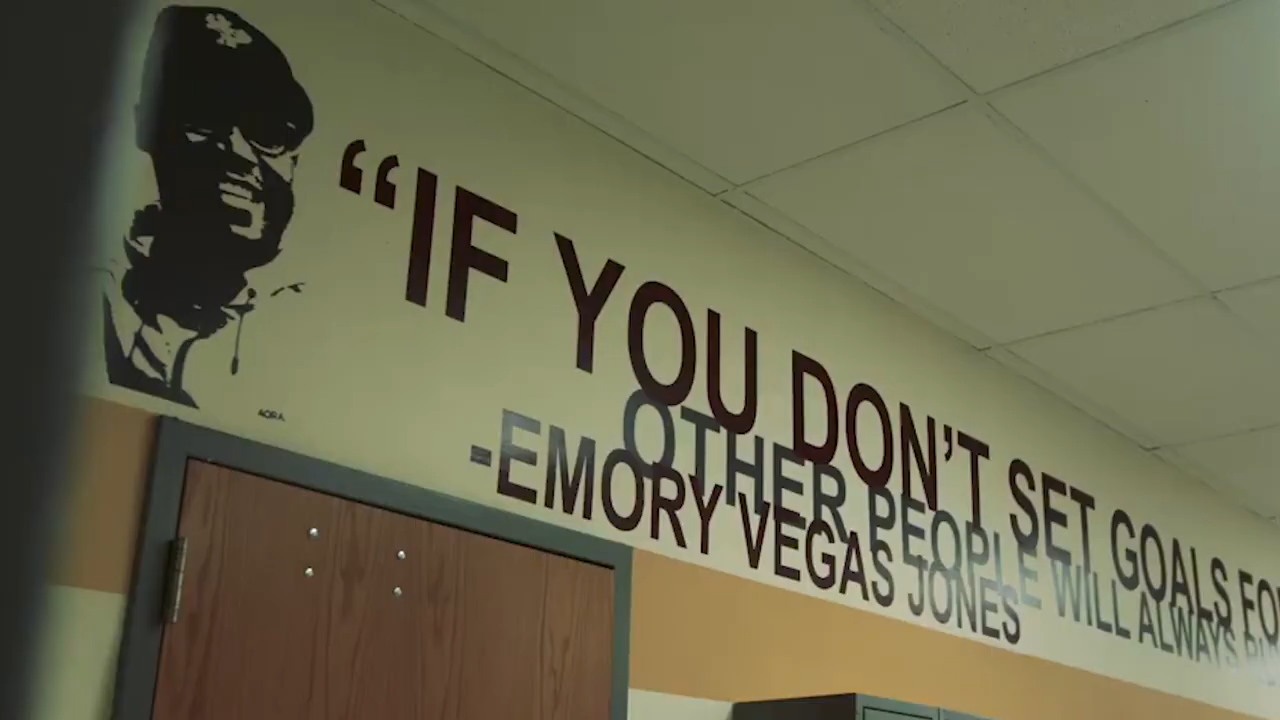 “IF YOU DON’T SET GOALS
OTHER PEOPLE WILL ALWAYS
-EMORY VEGAS JONES